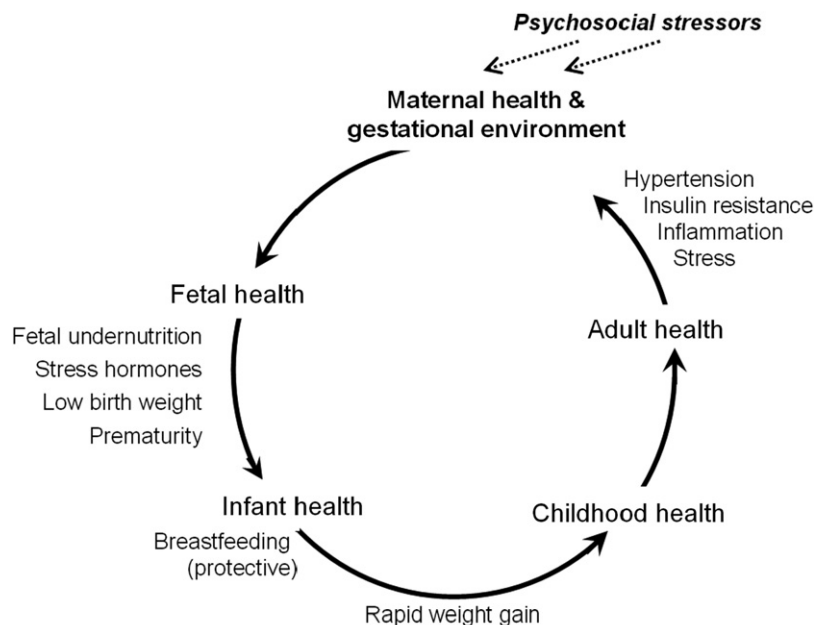 Psychosocial stressors
Maternal health &
gestational environment
Hypertension
Insulin resistance
Inflammation
Stress
Fetal health
Adult health
Fetal undernutrition
Stress hormones
Low birth weight
Prematurity
Infant health
Childhood health
Breastfeeding
(protective)
Rapid weight gain